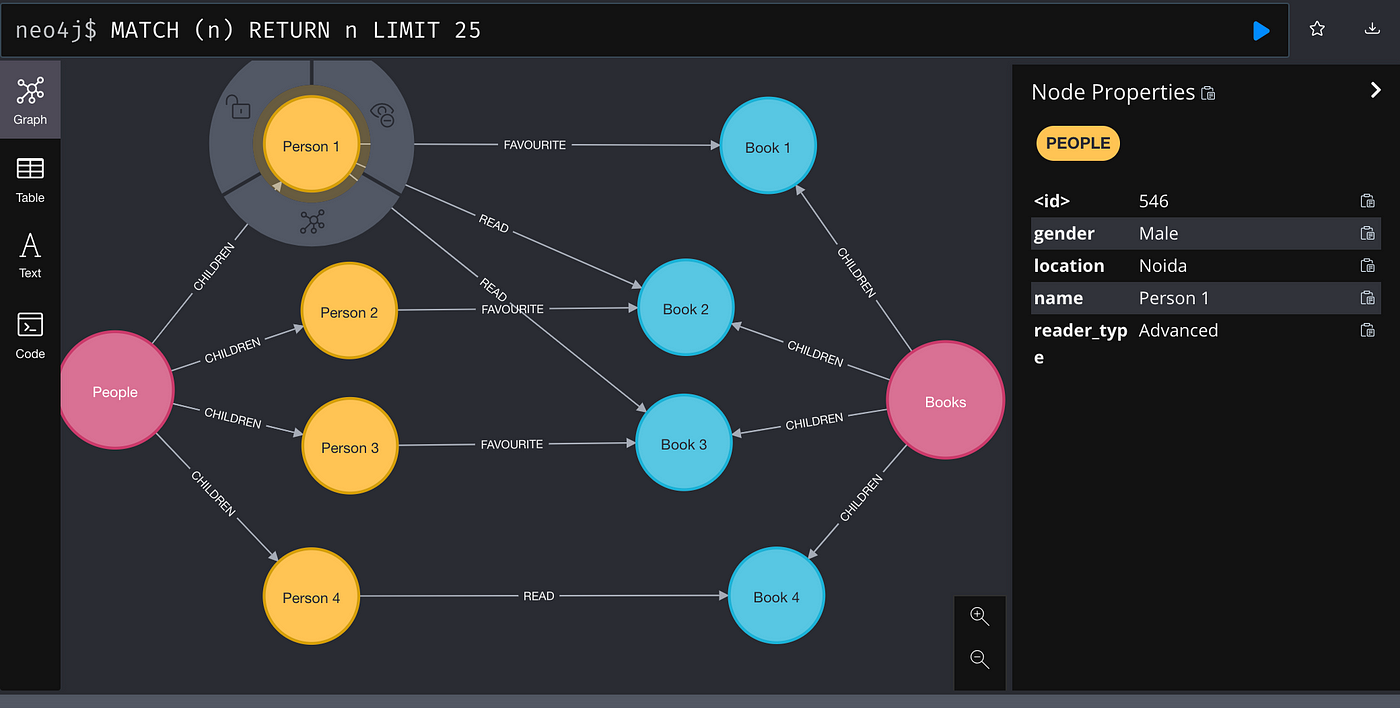 neo4j$ MATCH (n) RETURN n LIMIT 25
Graph
Table
Text
Code
Person 1
FAVOURITE
Book 1
READ
CHILDREN
CHILDREN
READ
Person 2
FAVOURITE
Book 2
CHILDREN
CHILDREN
People
Books
CHILDREN
CHILDREN
Person 3
FAVOURITE
Book 3
CHILDREN
CHILDREN
Person 4
READ
Book 4
Node Properties
PEOPLE
<id> 546
gender Male
location Noida
name Person 1
reader_typ Advanced
e